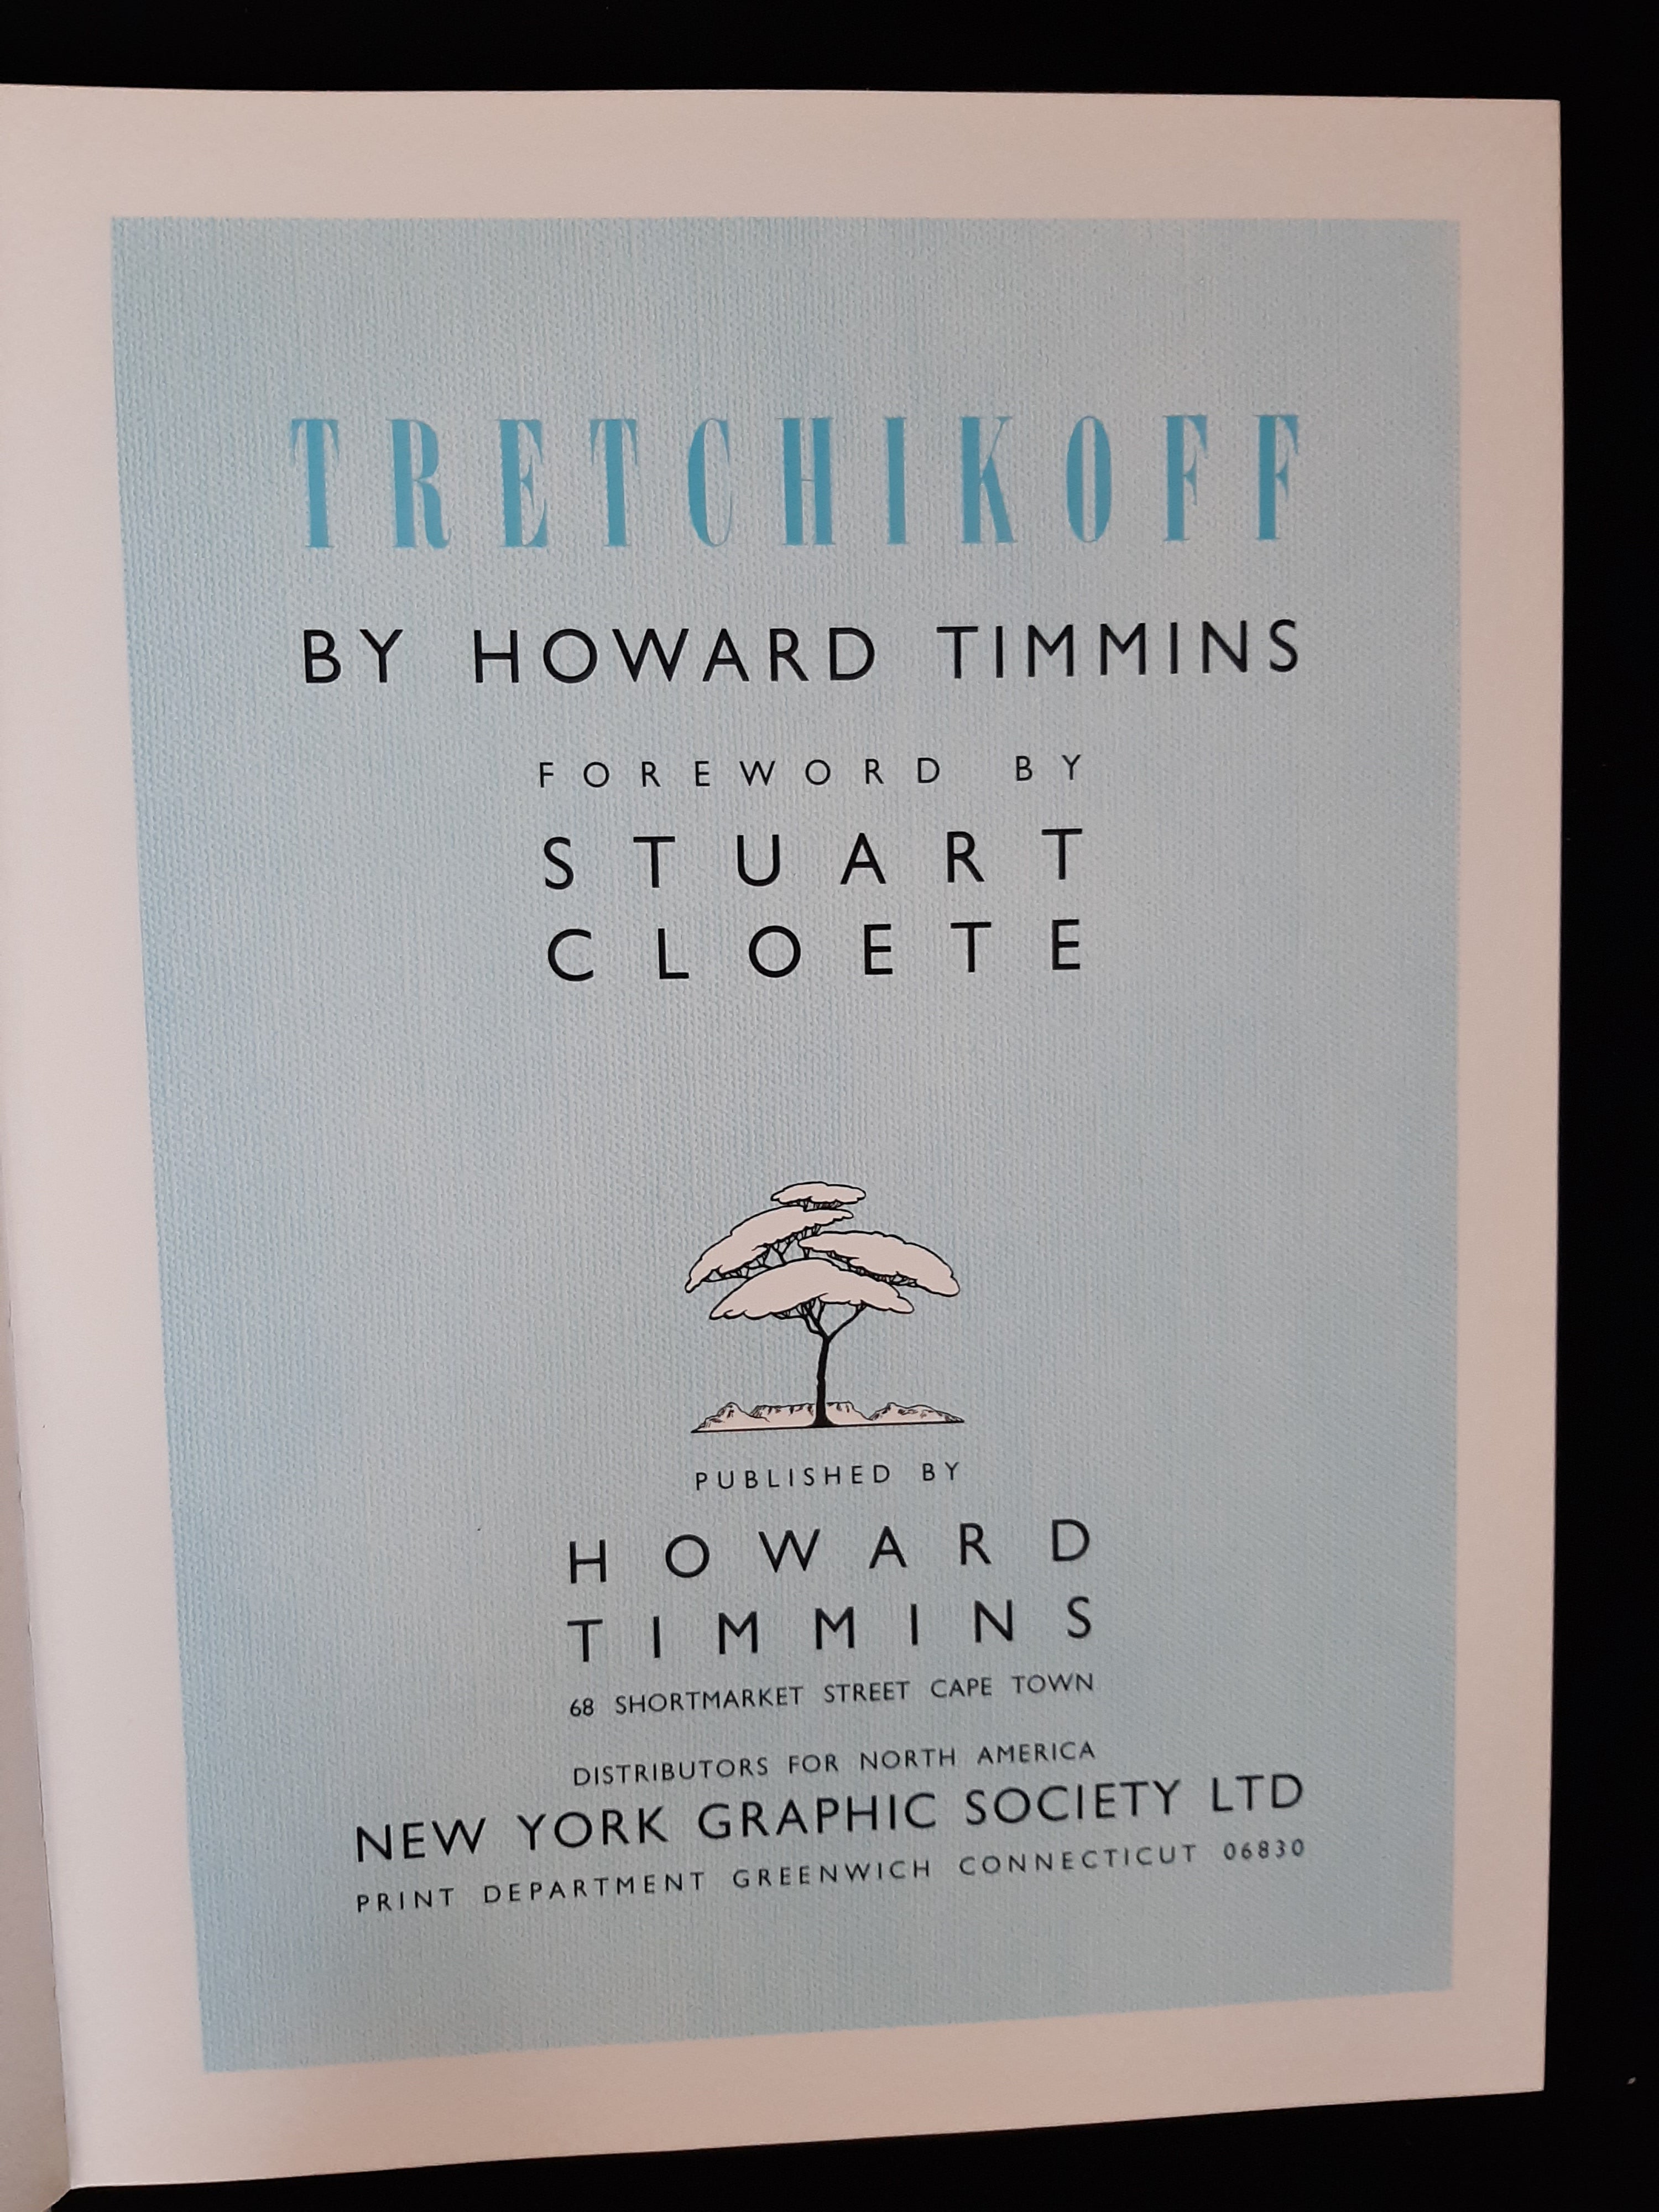 TRETCHIKOFF
BY HOWARD TIMMINS
FOREWORD BY
STUART
CLOETE
PUBLISHED BY
HOWARD
TIMMINS
68 SHORTMARKET STREET CAPE TOWN
DISTRIBUTORS FOR NORTH AMERICA
NEW YORK GRAPHIC SOCIETY LTD
PRINT DEPARTMENT GREENWICH CONNECTICUT 06830